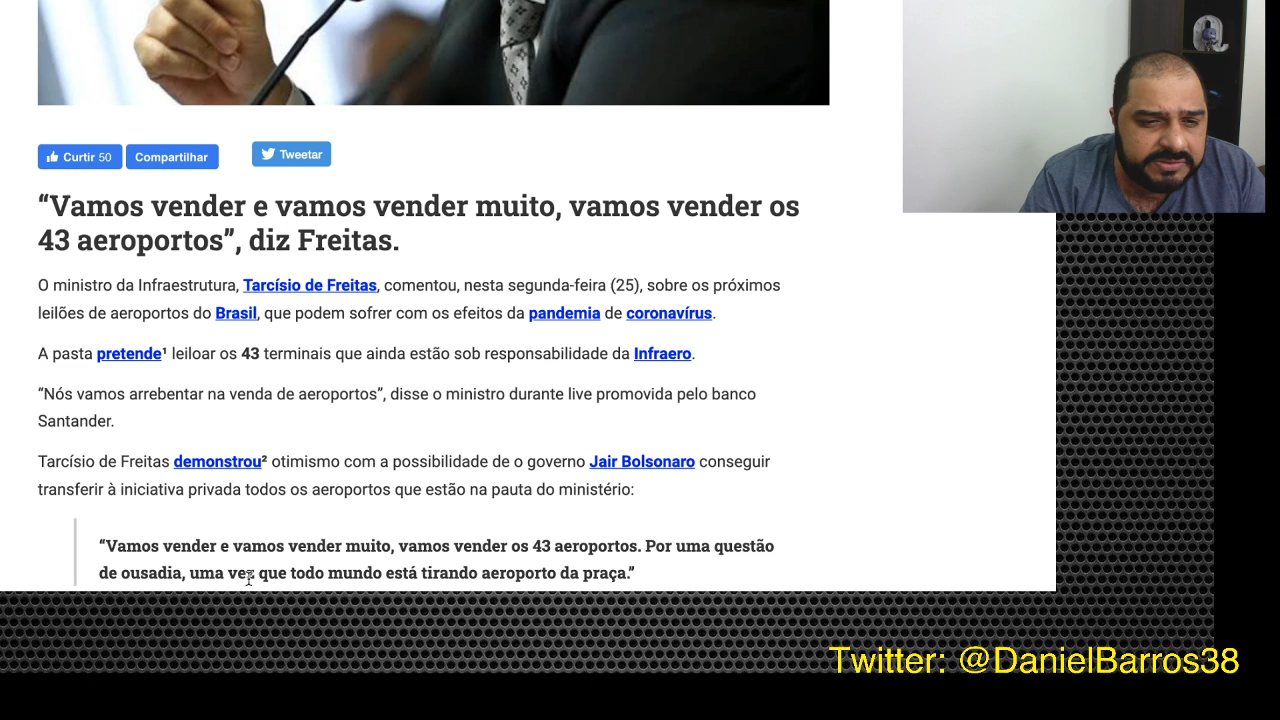 Curtir 50 Compartilhar Tweetar
“Vamos vender e vamos vender muito, vamos vender os
43 aeroportos”, diz Freitas.
O ministro da Infraestrutura, Tarcísio de Freitas, comentou, nesta segunda-feira (25), sobre os próximos
leilões de aeroportos do Brasil, que podem sofrer com os efeitos da pandemia de coronavírus.
A pasta pretende¹ leiloar os 43 terminais que ainda estão sob responsabilidade da Infraero.
“Nós vamos arrebentar na venda de aeroportos”, disse o ministro durante live promovida pelo banco
Santander.
Tarcísio de Freitas demonstrou² otimismo com a possibilidade de o governo Jair Bolsonaro conseguir
transferir à iniciativa privada todos os aeroportos que estão na pauta do ministério:
“Vamos vender e vamos vender muito, vamos vender os 43 aeroportos. Por uma questão
de ousadia, uma vez que todo mundo está tirando aeroporto da praça.”
Twitter: @DanielBarros38